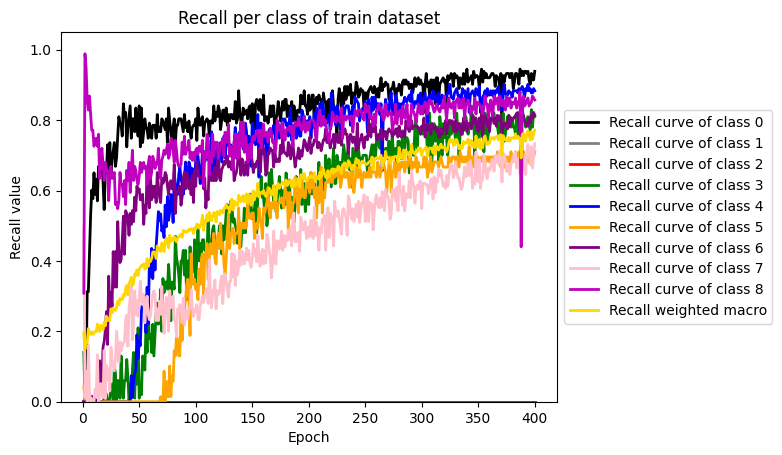 Recall per class of train dataset
Recall value
1.0
0.8
0.6
0.4
0.2
0.0
0
50
100
150
200
250
300
350
400
Epoch
Recall curve of class 0
Recall curve of class 1
Recall curve of class 2
Recall curve of class 3
Recall curve of class 4
Recall curve of class 5
Recall curve of class 6
Recall curve of class 7
Recall curve of class 8
Recall weighted macro